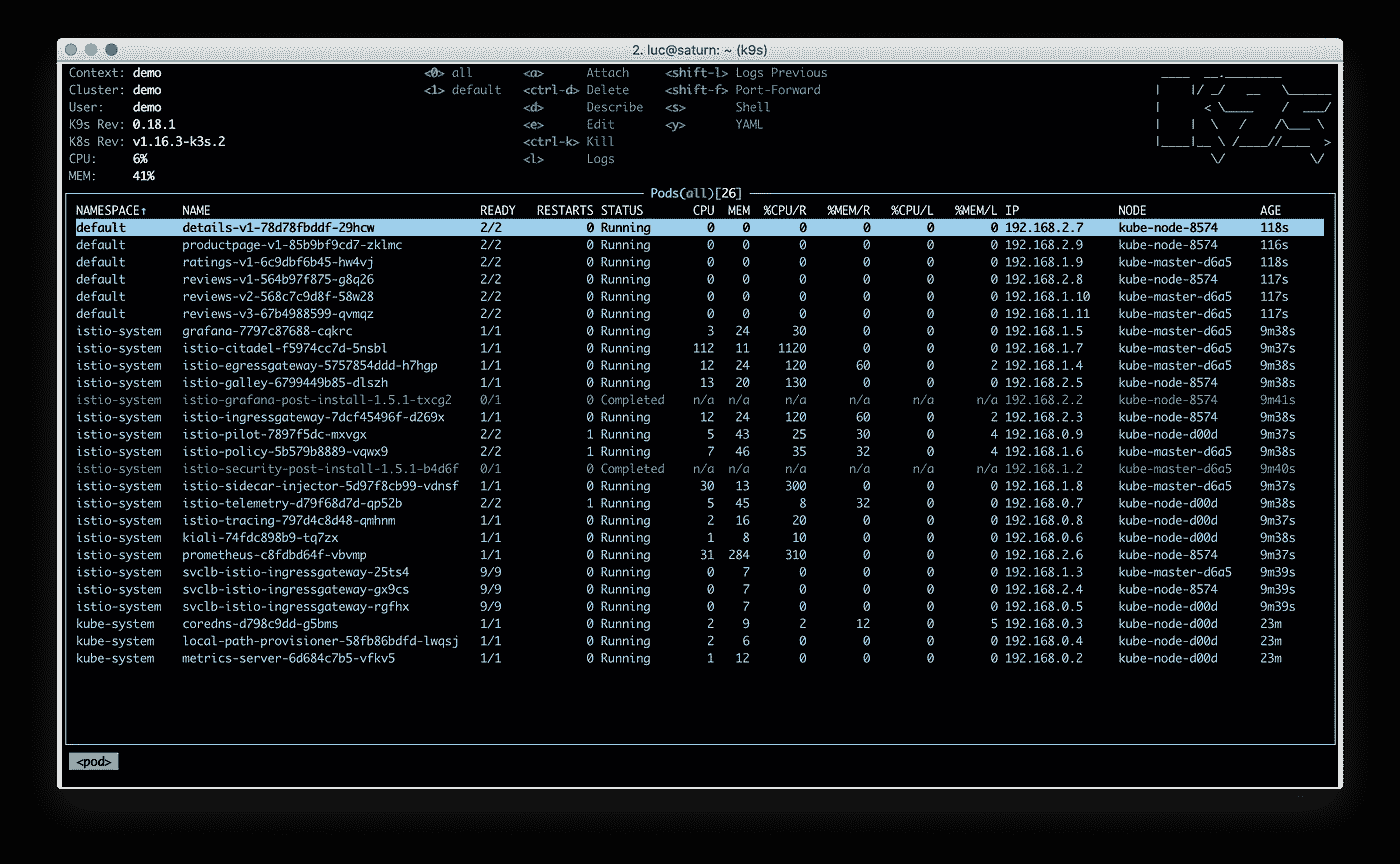 2. luc@saturn: ~ (k9s)
Context: demo <0> all <a> Attach <shift-l> Logs Previous
Cluster: demo <1> default <ctrl-d> Delete <shift-f> Port-Forward
User: demo <d> Describe <s> Shell
K9s Rev: 0.18.1 <e> Edit <y> YAML
K8s Rev: v1.16.3-k3s.2 <ctrl-k> Kill
CPU: 6% <l> Logs
MEM: 41%
Pods(all)[26]
NAMESPACE↑ NAME READY RESTARTS STATUS CPU MEM %CPU/R %MEM/R %CPU/L %MEM/L IP NODE AGE
default details-v1-78d78fbddf-29hcw 2/2 0 Running 0 0 0 0 0 0 192.168.2.7 kube-node-8574 118s
default productpage-v1-85b9bf9cd7-zklmc 2/2 0 Running 0 0 0 0 0 0 192.168.2.9 kube-node-8574 116s
default ratings-v1-6c9dbf6b45-hw4vj 2/2 0 Running 0 0 0 0 0 0 192.168.1.9 kube-master-d6a5 118s
default reviews-v1-564b97f875-g8q26 2/2 0 Running 0 0 0 0 0 0 192.168.2.8 kube-node-8574 117s
default reviews-v2-568c7c9d8f-58w28 2/2 0 Running 0 0 0 0 0 0 192.168.1.10 kube-master-d6a5 117s
default reviews-v3-67b4988599-qvmqz 2/2 0 Running 0 0 0 0 0 0 192.168.1.11 kube-master-d6a5 117s
istio-system grafana-7797c87688-cqkrc 1/1 0 Running 3 24 30 0 0 0 192.168.1.5 kube-master-d6a5 9m38s
istio-system istio-citadel-f5974cc7d-5nsbl 1/1 0 Running 112 11 1120 0 0 0 192.168.1.7 kube-master-d6a5 9m37s
istio-system istio-egressgateway-5757854ddd-h7hgp 1/1 0 Running 12 24 120 60 0 2 192.168.1.4 kube-master-d6a5 9m38s
istio-system istio-galley-6799449b85-dlszh 1/1 0 Running 13 20 130 0 0 0 192.168.2.5 kube-node-8574 9m38s
istio-system istio-grafana-post-install-1.5.1-txcg2 0/1 0 Completed n/a n/a n/a n/a n/a n/a 192.168.2.2 kube-node-8574 9m41s
istio-system istio-ingressgateway-7dcf45496f-d269x 1/1 0 Running 12 24 120 60 0 2 192.168.2.3 kube-node-8574 9m38s
istio-system istio-pilot-7897f5dc-mxvgx 2/2 1 Running 5 43 25 30 0 4 192.168.0.9 kube-node-d00d 9m37s
istio-system istio-policy-5b579b8889-vqwx9 2/2 1 Running 7 46 35 32 0 4 192.168.1.6 kube-master-d6a5 9m38s
istio-system istio-security-post-install-1.5.1-b4d6f 0/1 0 Completed n/a n/a n/a n/a n/a n/a 192.168.1.2 kube-master-d6a5 9m40s
istio-system istio-sidecar-injector-5d97f8cb99-vdnsf 1/1 0 Running 30 13 300 0 0 0 192.168.1.8 kube-master-d6a5 9m37s
istio-system istio-telemetry-d79f68d7d-qp52b 2/2 1 Running 5 45 8 32 0 4 192.168.0.7 kube-node-d00d 9m38s
istio-system istio-tracing-797d4c8d48-qmhnm 1/1 0 Running 2 16 20 0 0 0 192.168.0.8 kube-node-d00d 9m37s
istio-system kiali-74fdc898b9-tq7zx 1/1 0 Running 1 8 10 0 0 0 192.168.0.6 kube-node-d00d 9m38s
istio-system prometheus-c8fdbd64f-vbvmp 1/1 0 Running 31 284 310 0 0 0 192.168.2.6 kube-node-8574 9m37s
istio-system svclb-istio-ingressgateway-25ts4 9/9 0 Running 0 7 0 0 0 0 192.168.1.3 kube-master-d6a5 9m39s
istio-system svclb-istio-ingressgateway-gx9cs 9/9 0 Running 0 7 0 0 0 0 192.168.2.4 kube-node-8574 9m39s
istio-system svclb-istio-ingressgateway-rgfhx 9/9 0 Running 0 7 0 0 0 0 192.168.0.5 kube-node-d00d 9m39s
kube-system coredns-d798c9dd-g5bms 1/1 0 Running 2 9 2 12 0 5 192.168.0.3 kube-node-d00d 23m
kube-system local-path-provisioner-58fb86bdfd-lwqsj 1/1 0 Running 2 6 0 0 0 0 192.168.0.4 kube-node-d00d 23m
kube-system metrics-server-6d684c7b5-vfkv5 1/1 0 Running 1 12 0 0 0 0 192.168.0.2 kube-node-d00d 23m
<pod>